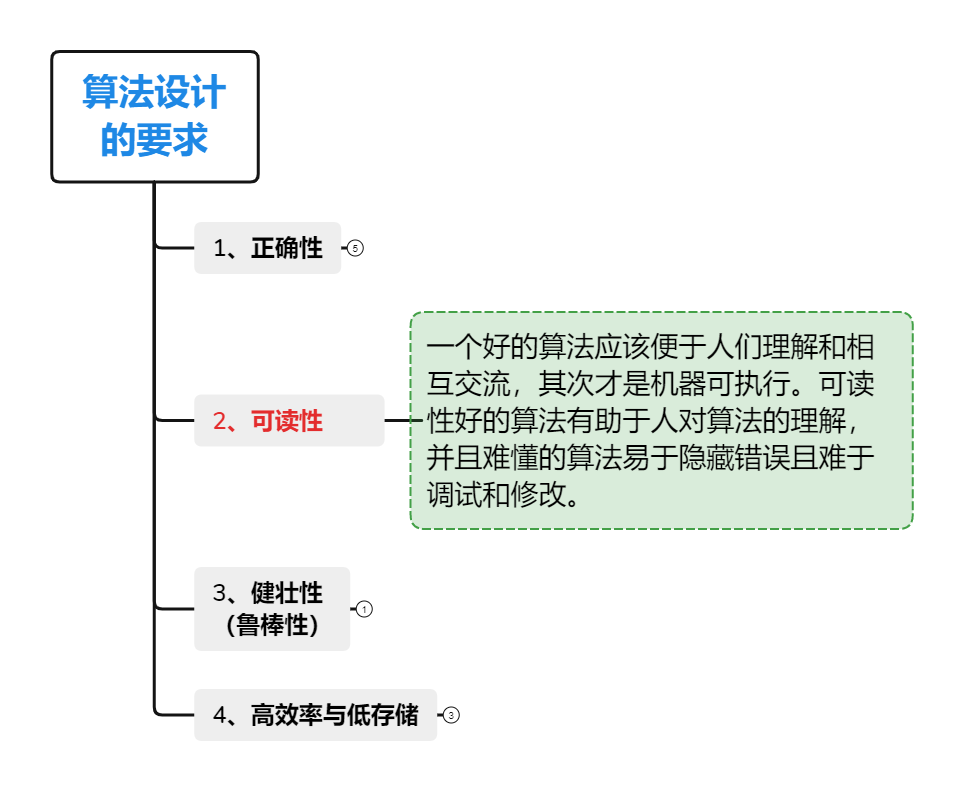 算法设计
的要求
1、正确性
5
2、可读性
一个好的算法应该便于人们理解和相
互交流，其次才是机器可执行。可读
性好的算法有助于人对算法的理解，
并且难懂的算法易于隐藏错误且难于
调试和修改。
3、健壮性
（鲁棒性）
1
4、高效率与低存储
3